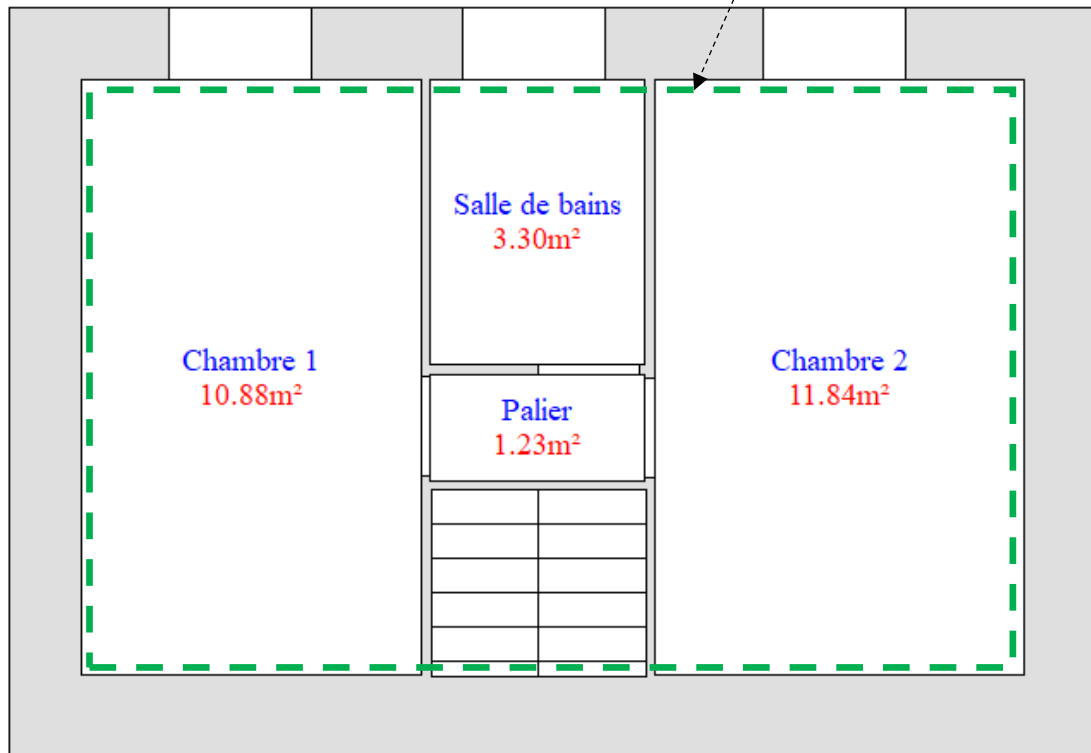 Salle de bains
3.30m²
Chambre 1
10.88m²
Chambre 2
11.84m²
Palier
1.23m²